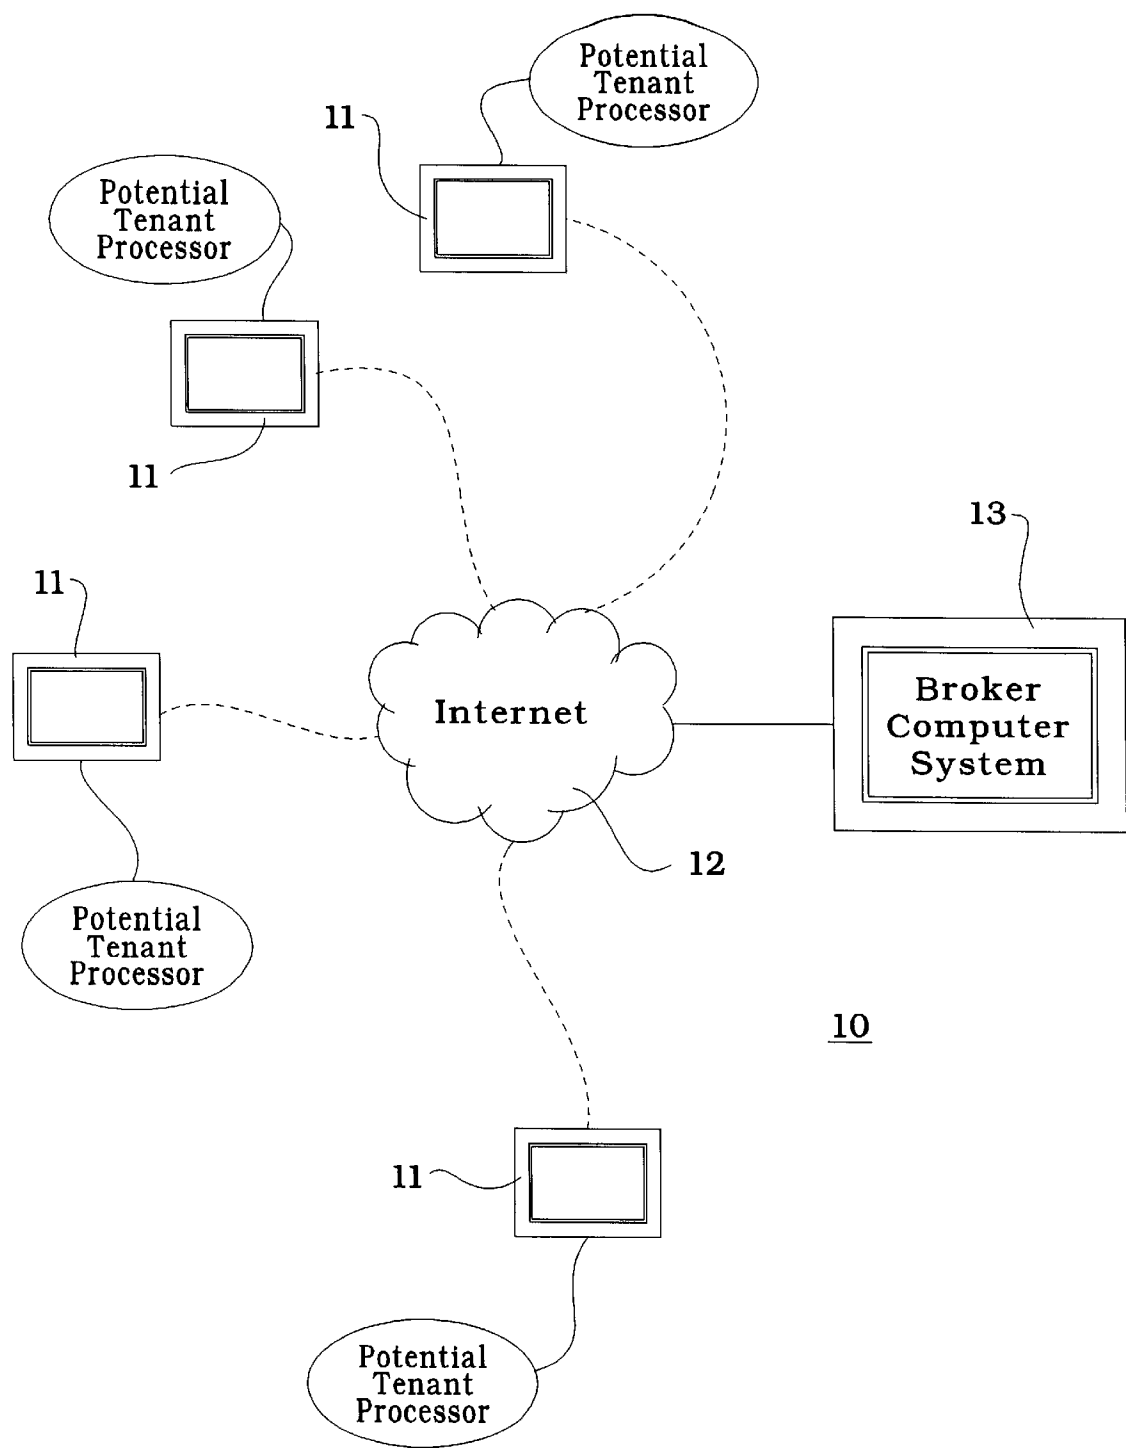 Potential
Tenant
Processor
11
Potential
Tenant
Processor
11
13
11
Internet
Broker
Computer
System
12
Potential
Tenant
Processor
10
11
Potential
Tenant
Processor